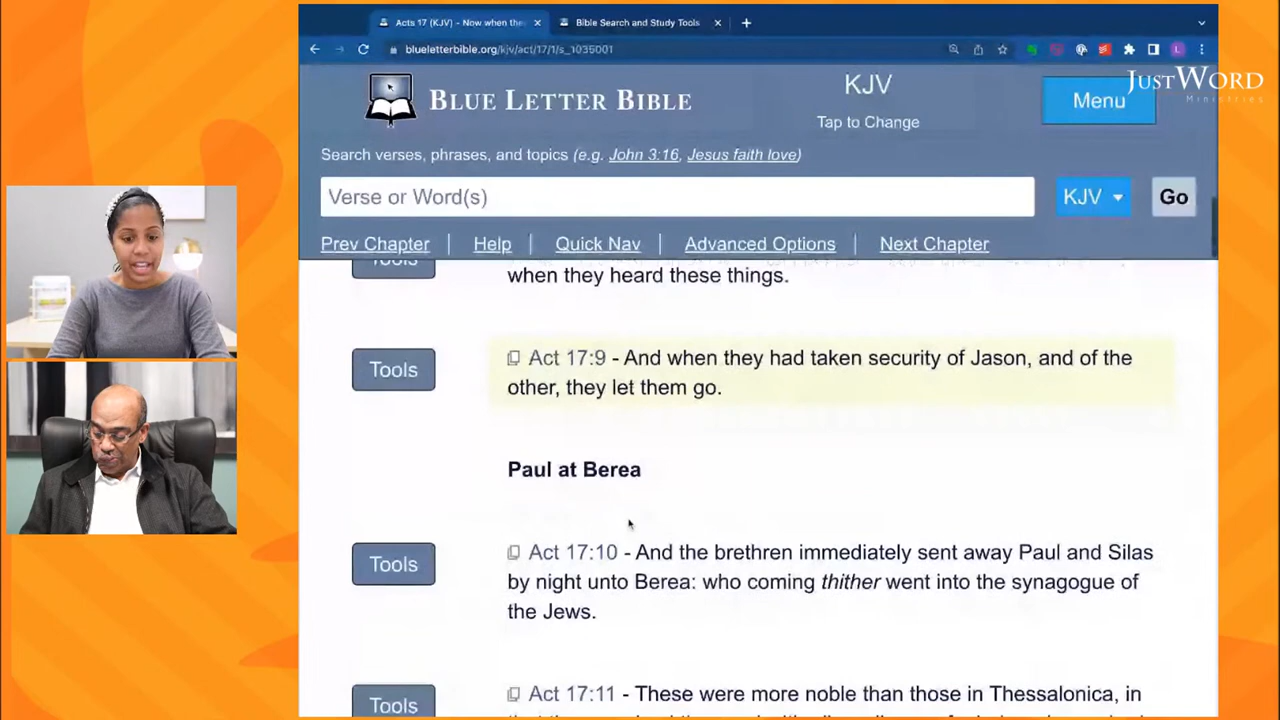 Acts 17 (KJV) - Now when the
Bible Search and Study Tools
blueletterbible.org/kjv/act/17/1/s_1035001
JUSTWORD
Ministries
BLUE LETTER BIBLE
KJV
Tap to Change
Menu
Search verses, phrases, and topics (e.g. John 3:16, Jesus faith love)
Verse or Word(s)
KJV
Go
Prev Chapter | Help | Quick Nav | Advanced Options | Next Chapter
Tools
when they heard these things.
Tools
Act 17:9 - And when they had taken security of Jason, and of the
other, they let them go.
Paul at Berea
Tools
Act 17:10 - And the brethren immediately sent away Paul and Silas
by night unto Berea: who coming thither went into the synagogue of
the Jews.
Tools
Act 17:11 - These were more noble than those in Thessalonica, in